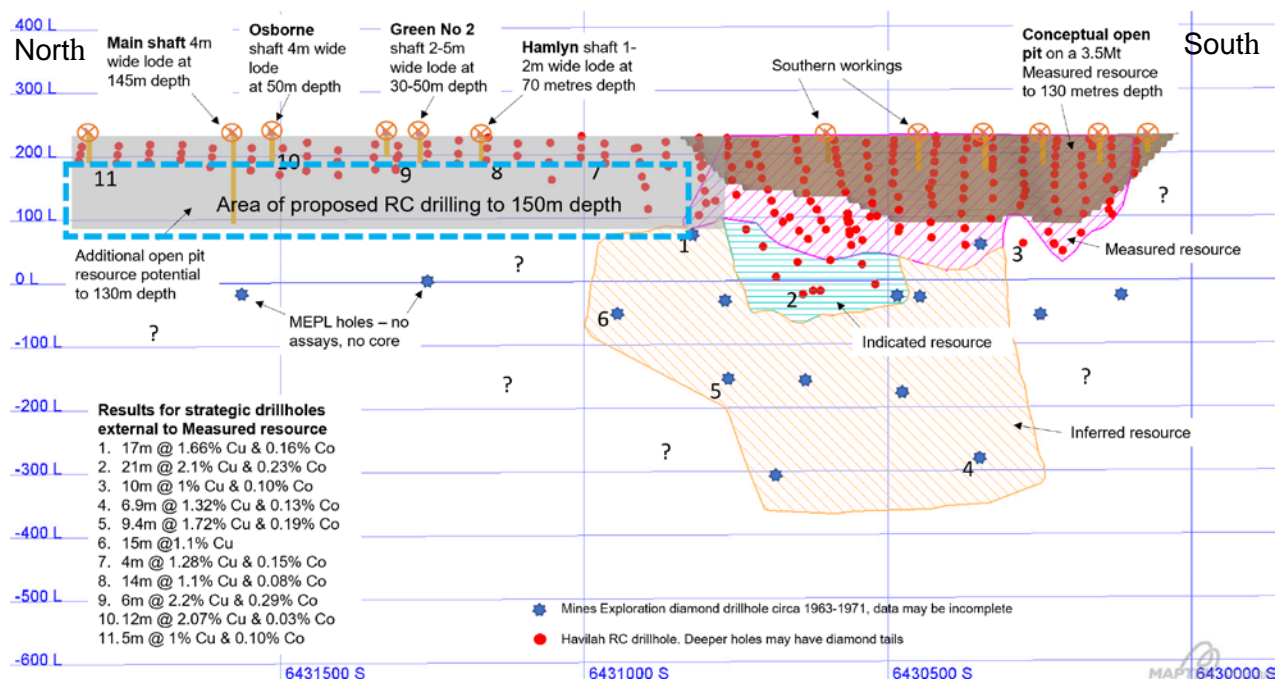 400 L
North
Main shaft 4m
wide lode at
145m depth
Osborne
shaft 4m wide
lode
at 50m depth
Green No 2
shaft 2-5m
wide lode at
30-50m depth
Hamlyn shaft 1-
2m wide lode at
70 metres depth
Southern workings
Conceptual open
pit on a 3.5Mt
Measured resource
to 130 metres depth
South
300 L
200 L
11
10
9
8
7
Area of proposed RC drilling to 150m depth
?
100 L
Additional open pit
resource potential
to 130m depth
1
3
Measured resource
?
0 L
MEPL holes – no
assays, no core
2
6
Indicated resource
?
-100 L
?
5
?
-200 L
Results for strategic drillholes
external to Measured resource
1. 17m @ 1.66% Cu & 0.16% Co
2. 21m @ 2.1% Cu & 0.23% Co
3. 10m @ 1% Cu & 0.10% Co
4. 6.9m @ 1.32% Cu & 0.13% Co
5. 9.4m @ 1.72% Cu & 0.19% Co
6. 15m @1.1% Cu
7. 4m @ 1.28% Cu & 0.15% Co
8. 14m @ 1.1% Cu & 0.08% Co
9. 6m @ 2.2% Cu & 0.29% Co
10. 12m @ 2.07% Cu & 0.03% Co
11. 5m @ 1% Cu & 0.10% Co
?
Inferred resource
4
-300 L
-400 L
-500 L
Mines Exploration diamond drillhole circa 1963-1971, data may be incomplete
Havilah RC drillhole. Deeper holes may have diamond tails
-600 L
6431500 S
6431000 S
6430500 S
6430000 S